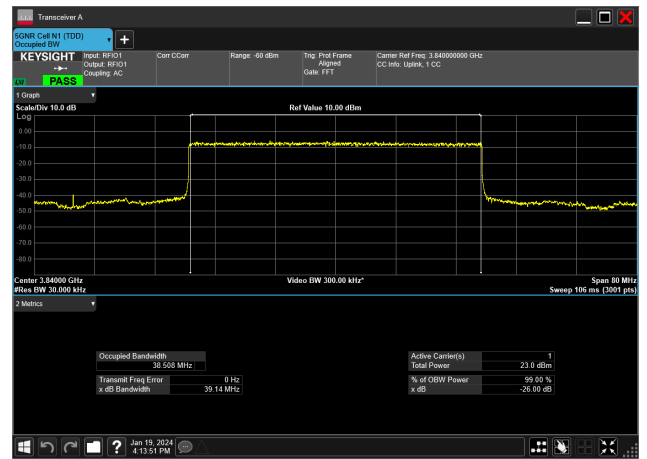 Transceiver A
5GNR Cell N1 (TDD)
Occupied BW
KEYSIGHT
LW PASS
Input: RFIO1
Output: RFIO1
Coupling: AC
Corr CCorr
Range: -60 dBm
Trig: Prot Frame
Aligned
Gate: FFT
Carrier Ref Freq: 3.840000000 GHz
CC Info: Uplink, 1 CC
1 Graph
Scale/Div 10.0 dB
Ref Value 10.00 dBm
Log
0.00
-10.0
-20.0
-30.0
-40.0
-50.0
-60.0
-70.0
-80.0
Center 3.84000 GHz
Video BW 300.00 kHz*
Span 80 MHz
#Res BW 30.000 kHz
Sweep 106 ms (3001 pts)
2 Metrics
Occupied Bandwidth
38.508 MHz
Transmit Freq Error 0 Hz
x dB Bandwidth 39.14 MHz
Active Carrier(s) 1
Total Power 23.0 dBm
% of OBW Power 99.00 %
x dB -26.00 dB
Jan 19, 2024
4:13:51 PM